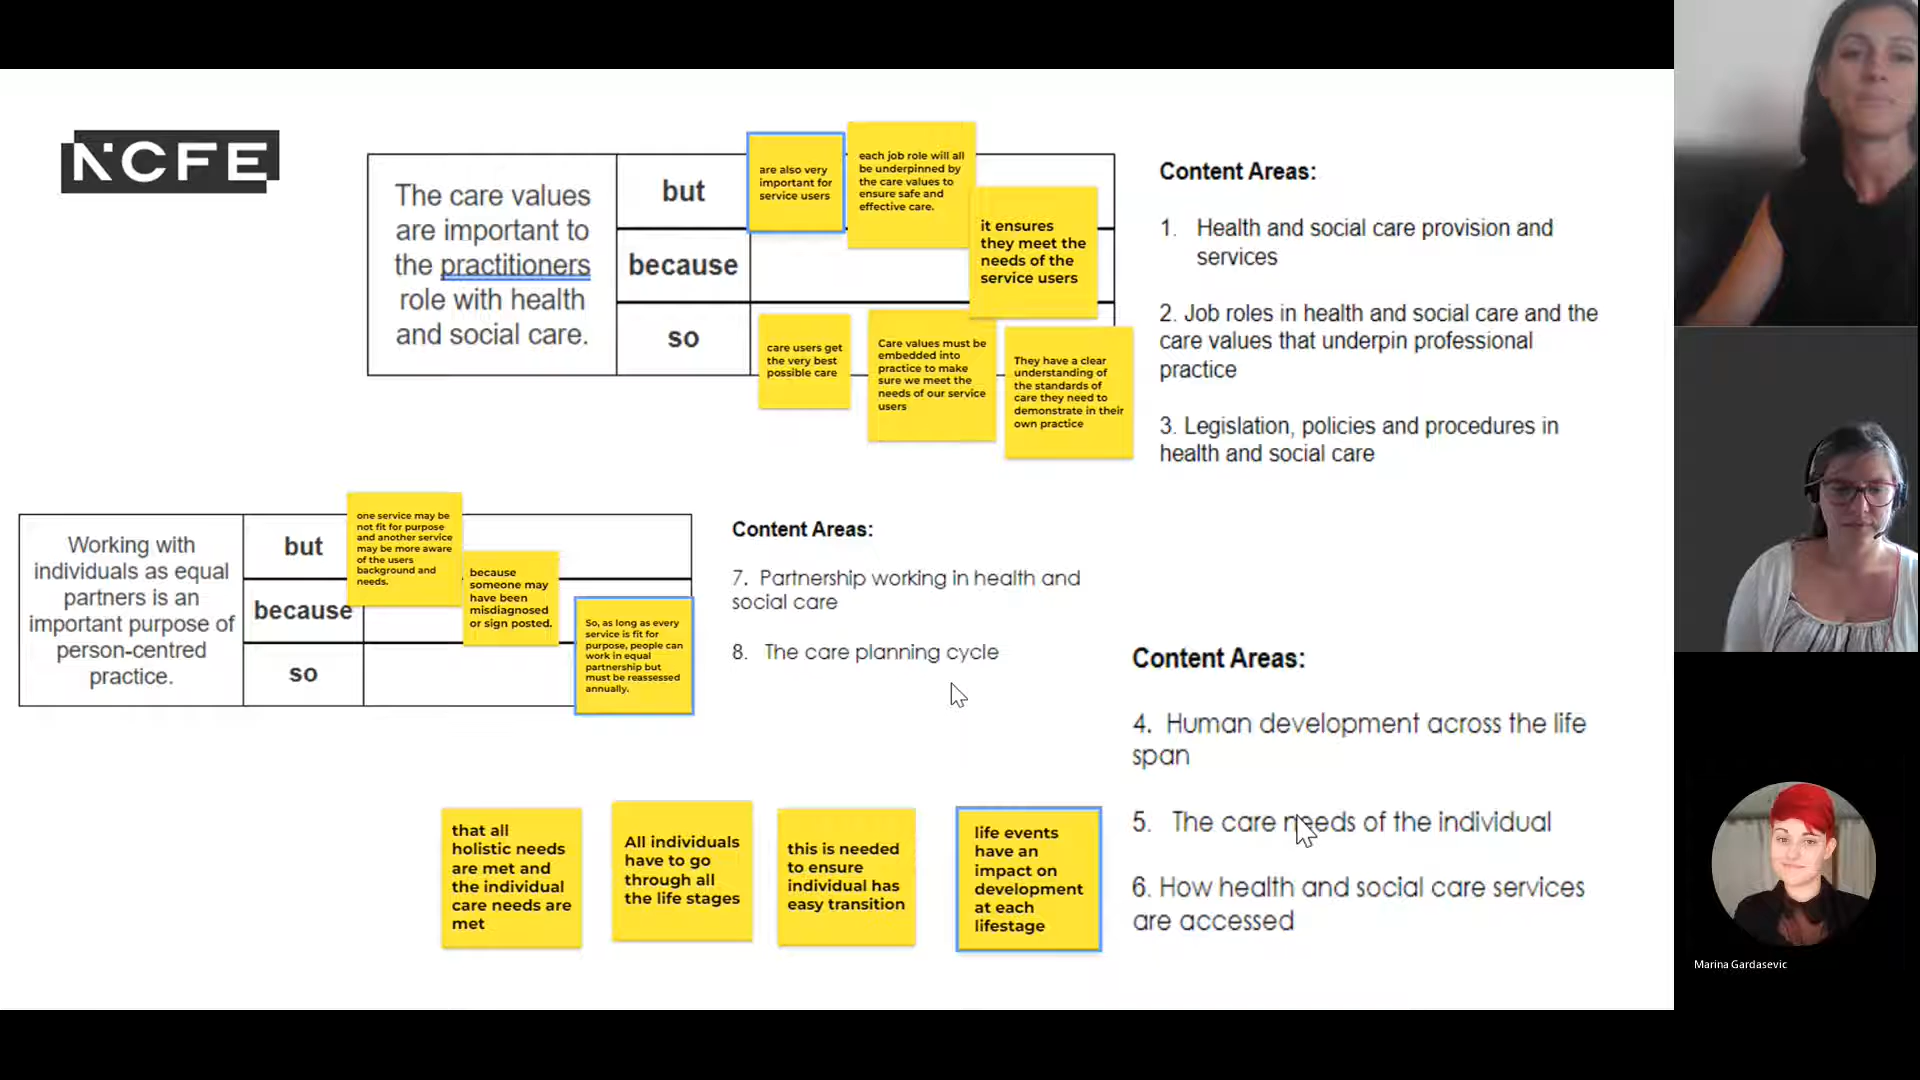 NCFE
The care values
are important to
the practitioners
role with health
and social care.
but
because
so
are also very
important for
service users
each job role will all
be underpinned by
the care values to
ensure safe and
effective care.
it ensures
they meet the
needs of the
service users
care users get
the very best
possible care
Care values must be
embedded into
practice to make
sure we meet the
needs of our service
users
They have a clear
understanding of
the standards of
care they need to
demonstrate in their
own practice
Content Areas:
1. Health and social care provision and
services
2. Job roles in health and social care and the
care values that underpin professional
practice
3. Legislation, policies and procedures in
health and social care
Working with
individuals as equal
partners is an
important purpose of
person-centred
practice.
but
because
so
one service may be
not fit for purpose
and another service
may be more aware
of the users
background and
needs.
because
someone may
have been
misdiagnosed
or sign posted.
So, as long as every
service is fit for
purpose, people can
work in equal
partnership but
must be reassessed
annually.
Content Areas:
7. Partnership working in health and
social care
8. The care planning cycle
Content Areas:
4. Human development across the life
span
5. The care needs of the individual
6. How health and social care services
are accessed
that all
holistic needs
are met and
the individual
care needs are
met
All individuals
have to go
through all
the life stages
this is needed
to ensure
individual has
easy transition
life events
have an
impact on
development
at each
lifestage
Marina Gardasevic